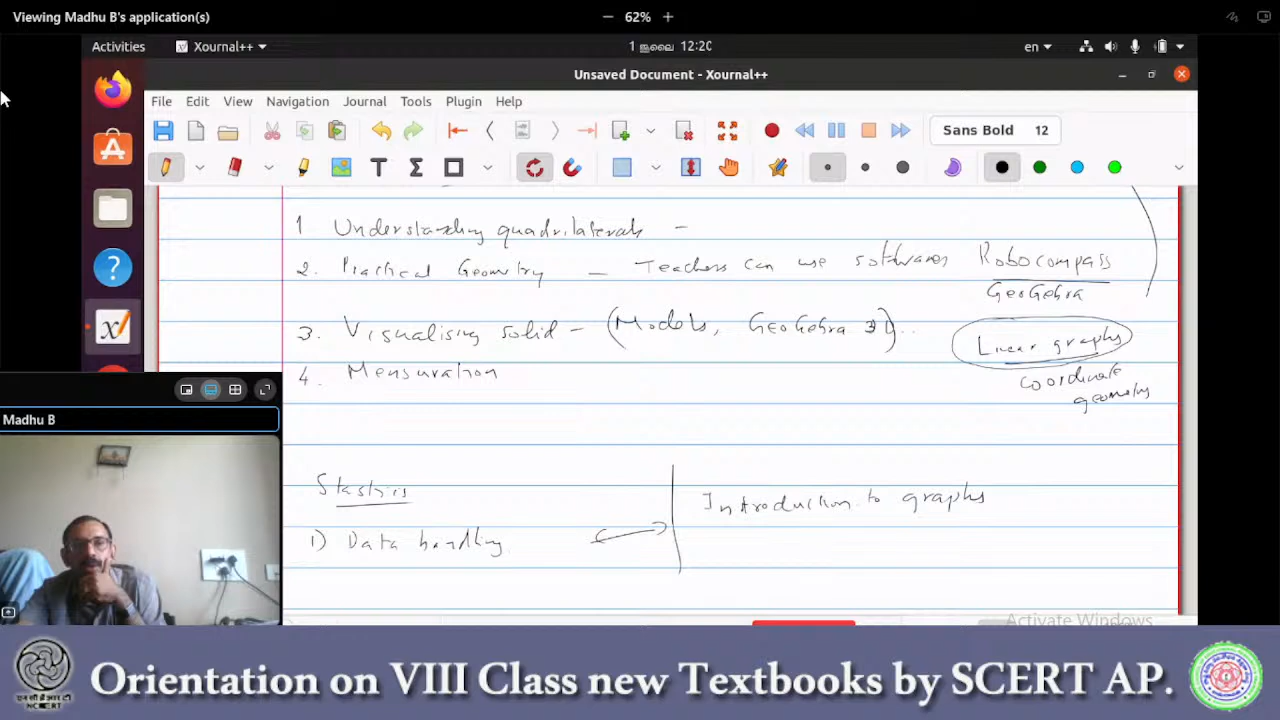 Viewing Madhu B's application(s)
62%
Activities
Xournal++
1 ജൂലൈ 12:20
en
Unsaved Document - Xournal++
File Edit View Navigation Journal Tools Plugin Help
Sans Bold 12
1. Understanding quadrilaterals -
2. Practical Geometry - Teachers can use softwares Robocompass
GeoGebra
3. Visualising solid - (Models, GeoGebra 3D)..
Linear graphs
4. Mensuration
coordinate
geometry
Madhu B
Introduction to graphs
1) Data handling
Activate Windows
Orientation on VIII Class new Textbooks by SCERT AP.
NCERT